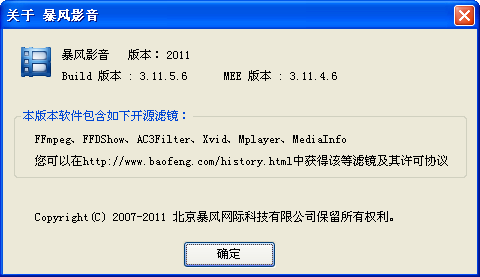 关于 暴风影音
暴风影音 版本： 2011
Build 版本 : 3.11.5.6 MEE 版本 : 3.11.4.6
本版本软件包含如下开源滤镜：
FFmpeg、FFDShow、AC3Filter、Xvid、Mplayer、MediaInfo
您可以在http://www.baofeng.com/history.html中获得该等滤镜及其许可协议
Copyright(C) 2007-2011 北京暴风网际科技有限公司保留所有权利。
确定